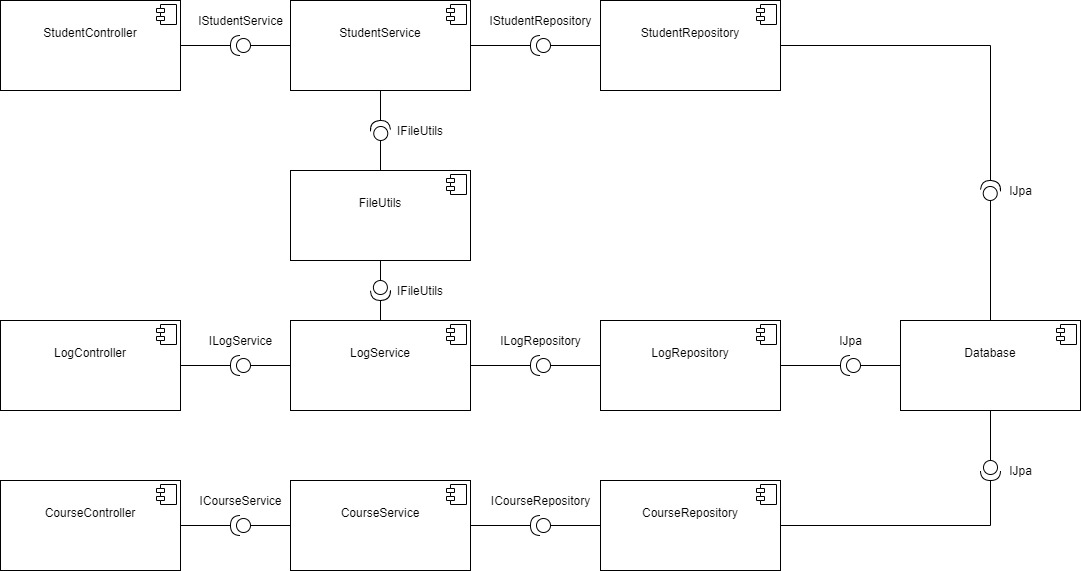 StudentController
IStudentService
StudentService
IStudentRepository
StudentRepository
IFileUtils
FileUtils
IJpa
IFileUtils
LogController
ILogService
LogService
ILogRepository
LogRepository
IJpa
Database
CourseController
ICourseService
CourseService
ICourseRepository
CourseRepository
IJpa